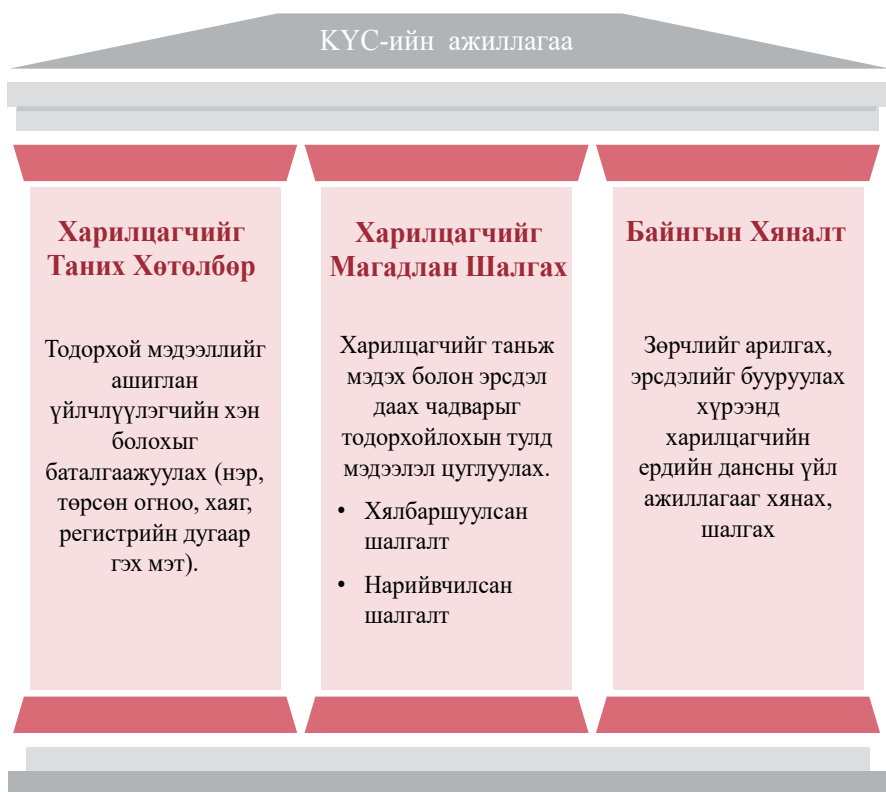 KYC-ийн ажиллагаа
Харилцагчийг
Таних Хөтөлбөр
Тодорхой мэдээллийг
ашиглан
үйлчлүүлэгчийн хэн
болохыг
баталгаажуулах (нэр,
төрсөн огноо, хаяг,
регистрийн дугаар
гэх мэт).
Харилцагчийг
Магадлан Шалгах
Харилцагчийг таньж
мэдэх болон эрсдэл
даах чадварыг
тодорхойлохын тулд
мэдээлэл цуглуулах.
• Хялбаршуулсан
шалгалт
• Нарийвчилсан
шалгалт
Байнгын Хяналт
Зөрчлийг арилгах,
эрсдэлийг бууруулах
хүрээнд
харилцагчийн
ердийн дансны үйл
ажиллагааг хянах,
шалгах